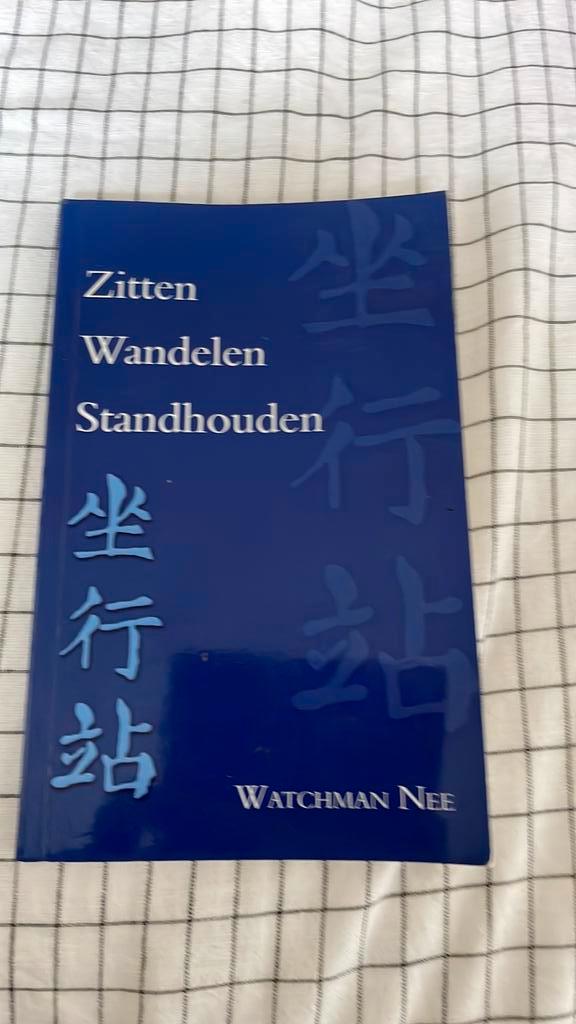 Zitten
Wandelen
Standhouden
坐
行
站
坐
行
站
WATCHMAN NEE